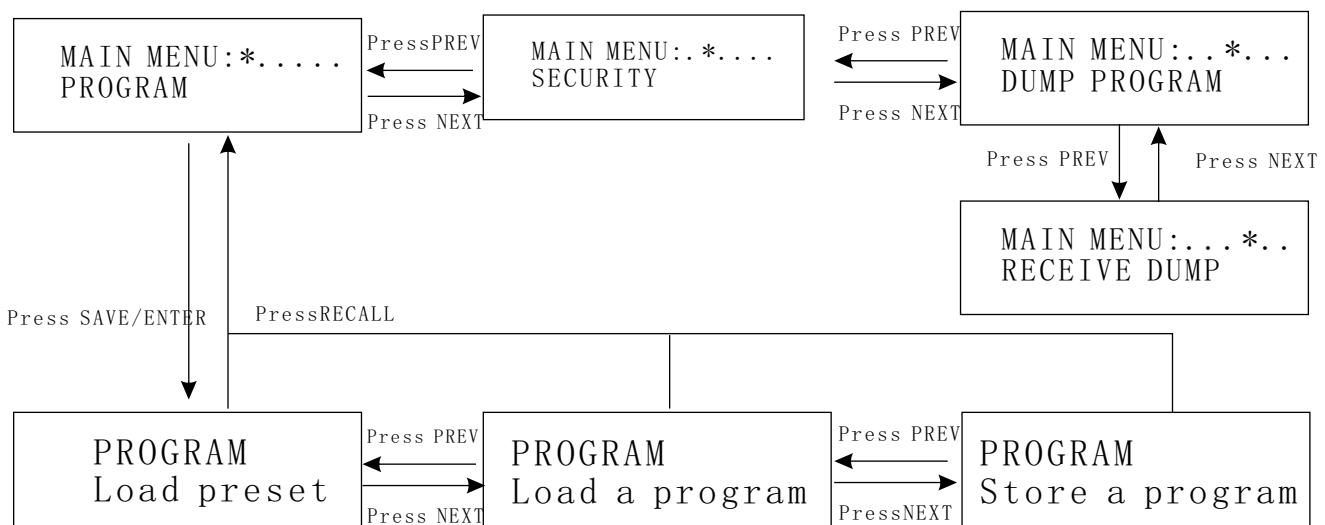 MAIN MENU:*.....
PROGRAM
PressPREV
Press NEXT
MAIN MENU:.*....
SECURITY
Press PREV
Press NEXT
MAIN MENU:..*...
DUMP PROGRAM
Press PREV
Press NEXT
MAIN MENU:...*..
RECEIVE DUMP
Press SAVE/ENTER
PressRECALL
PROGRAM
Load preset
Press PREV
Press NEXT
PROGRAM
Load a program
Press PREV
PressNEXT
PROGRAM
Store a program